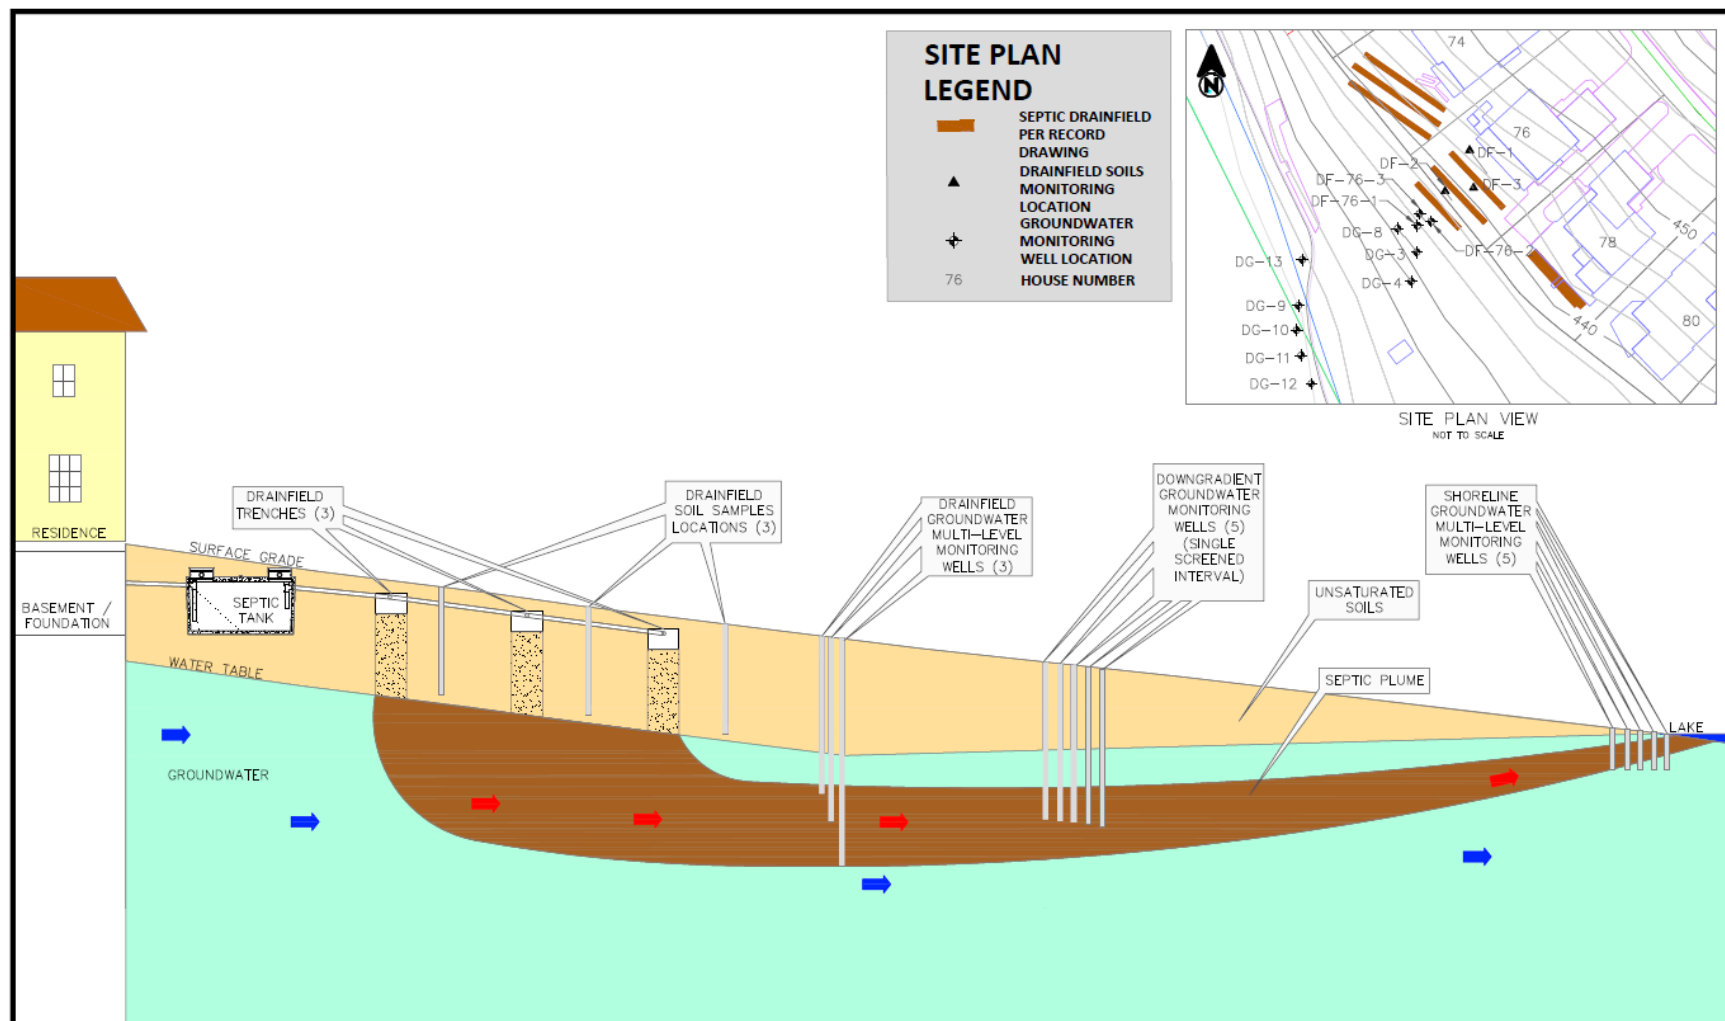 SITE PLAN
LEGEND
SEPTIC DRAINFIELD
PER RECORD
DRAWING
DRAINFIELD SOILS
MONITORING
LOCATION
GROUNDWATER
MONITORING
WELL LOCATION
76
HOUSE NUMBER
N
74
76
DF-1
DF-2
DF-3
DF-76-3
DF-76-1
DF-76-2
DG-8
DG-3
DG-4
DG-13
DG-9
DG-10
DG-11
DG-12
450
78
440
80
SITE PLAN VIEW
NOT TO SCALE
DRAINFIELD
TRENCHES (3)
DRAINFIELD
SOIL SAMPLES
LOCATIONS (3)
DRAINFIELD
GROUNDWATER
MULTI-LEVEL
MONITORING
WELLS (3)
DOWNGRADIENT
GROUNDWATER
MONITORING
WELLS (5)
(SINGLE
SCREENED
INTERVAL)
SHORELINE
GROUNDWATER
MULTI-LEVEL
MONITORING
WELLS (5)
RESIDENCE
SURFACE GRADE
BASEMENT /
FOUNDATION
SEPTIC
TANK
UNSATURATED
SOILS
WATER TABLE
SEPTIC PLUME
LAKE
GROUNDWATER